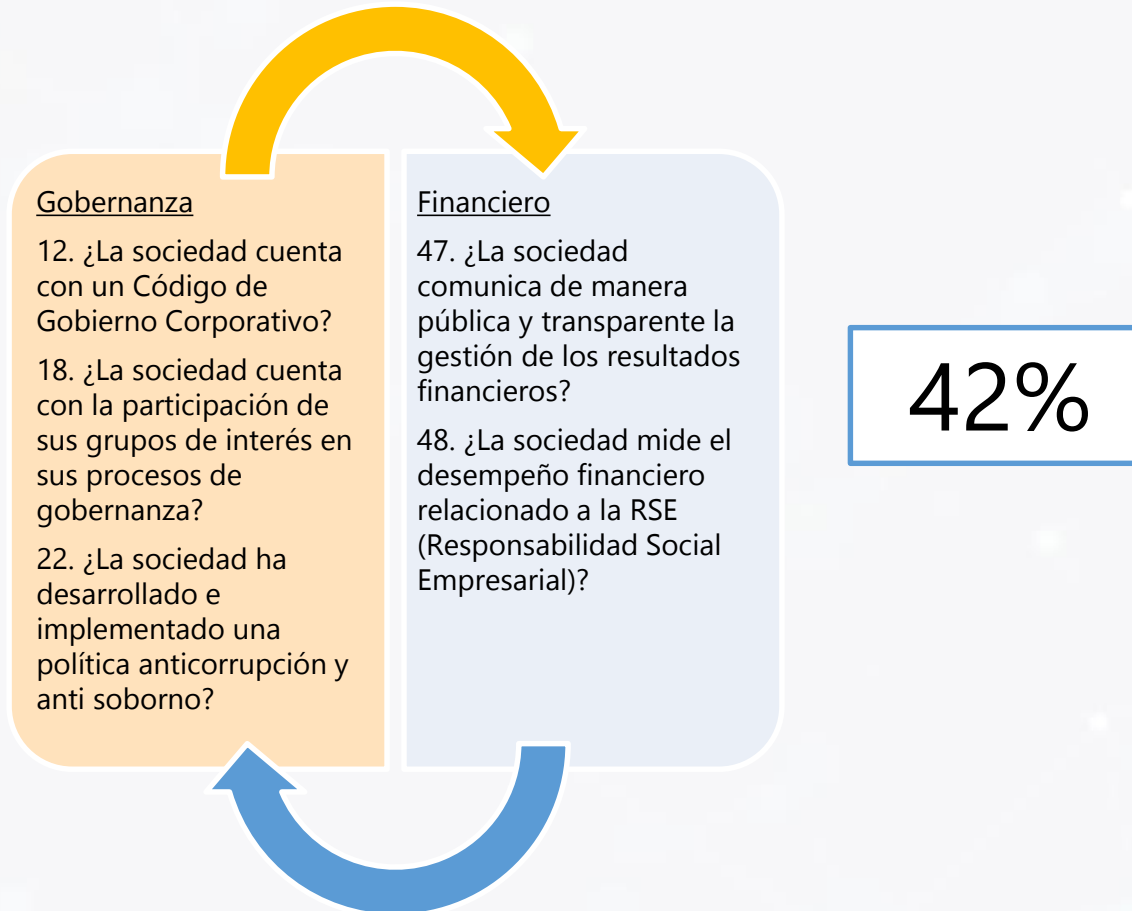 Gobernanza
12. ¿La sociedad cuenta
con un Código de
Gobierno Corporativo?
18. ¿La sociedad cuenta
con la participación de
sus grupos de interés en
sus procesos de
gobernanza?
22. ¿La sociedad ha
desarrollado e
implementado una
política anticorrupción y
anti soborno?
Financiero
47. ¿La sociedad
comunica de manera
pública y transparente la
gestión de los resultados
financieros?
48. ¿La sociedad mide el
desempeño financiero
relacionado a la RSE
(Responsabilidad Social
Empresarial)?
42%